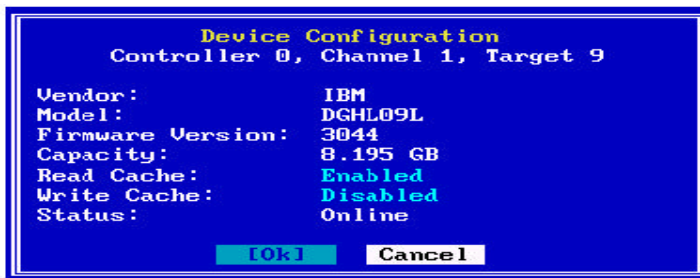 Device Configuration
Controller 0, Channel 1, Target 9
Vendor: IBM
Model: DGHL09L
Firmware Version: 3044
Capacity: 8.195 GB
Read Cache: Enabled
Write Cache: Disabled
Status: Online
[Ok] Cancel